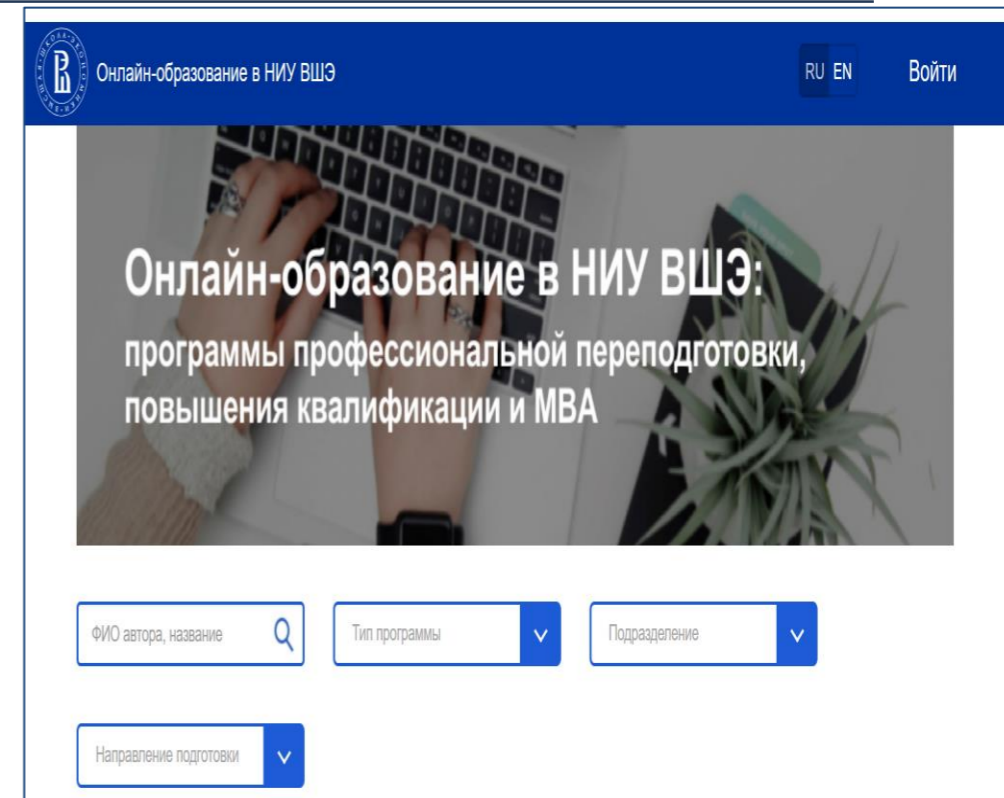 Онлайн-образование в НИУ ВШЭ
RU EN
Войти
Онлайн-образование в НИУ ВШЭ:
программы профессиональной переподготовки,
повышения квалификации и MBA
ФИО автора, название
Тип программы
Подразделение
Направление подготовки